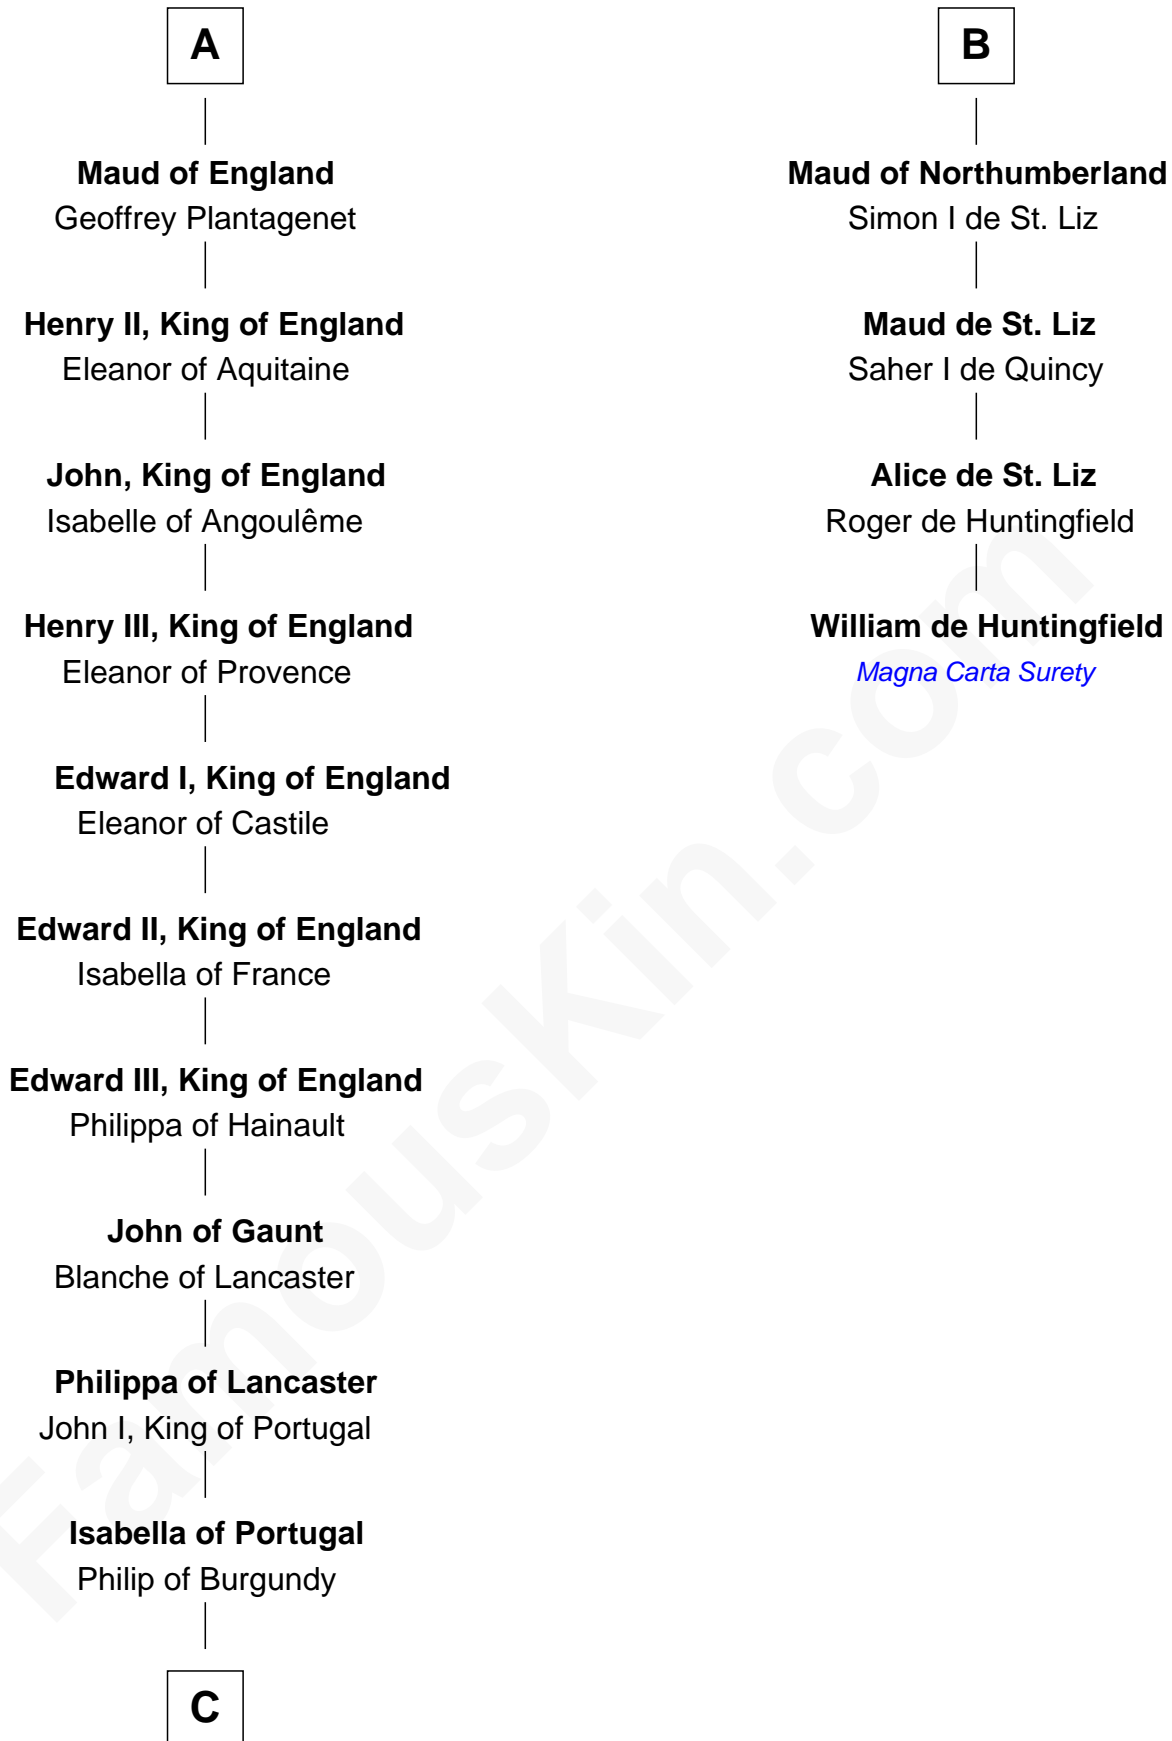 A
Maud of England
Geoffrey Plantagenet
Henry II, King of England
Eleanor of Aquitaine
John, King of England
Isabelle of Angoulême
Henry III, King of England
Eleanor of Provence
Edward I, King of England
Eleanor of Castile
Edward II, King of England
Isabella of France
Edward III, King of England
Philippa of Hainault
John of Gaunt
Blanche of Lancaster
Philippa of Lancaster
John I, King of Portugal
Isabella of Portugal
Philip of Burgundy
C
B
Maud of Northumberland
Simon I de St. Liz
Maud de St. Liz
Saher I de Quincy
Alice de St. Liz
Roger de Huntingfield
William de Huntingfield
Magna Carta Surety
FamousKin.com